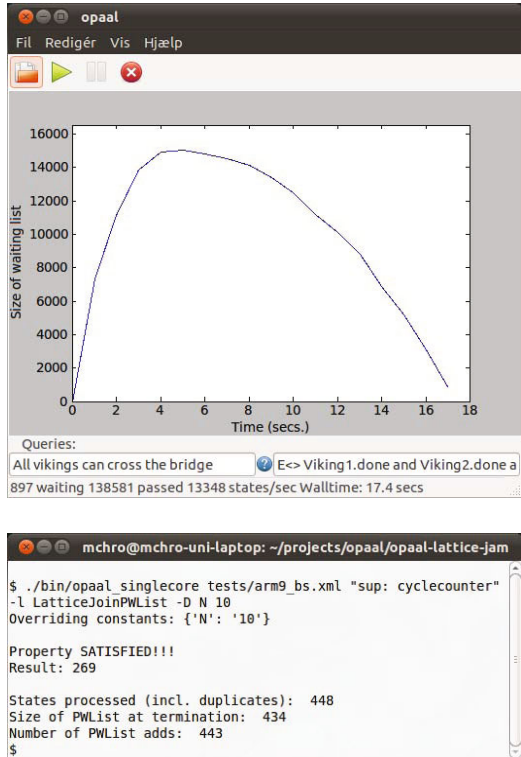 opaal
Fil Redigér Vis Hjælp
16000
14000
12000
10000
8000
6000
4000
2000
0
Size of waiting list
0 2 4 6 8 10 12 14 16 18
Time (secs.)
Queries:
All vikings can cross the bridge ? E<> Viking1.done and Viking2.done a
897 waiting 138581 passed 13348 states/sec Walltime: 17.4 secs
mchro@mchro-uni-laptop: ~/projects/opaal/opaal-lattice-jam
$ ./bin/opaal_singlecore tests/arm9_bs.xml "sup: cyclecounter"
-l LatticeJoinPWList -D N 10
Overriding constants: {'N': '10'}
Property SATISFIED!!!
Result: 269
States processed (incl. duplicates): 448
Size of PWList at termination: 434
Number of PWList adds: 443
$